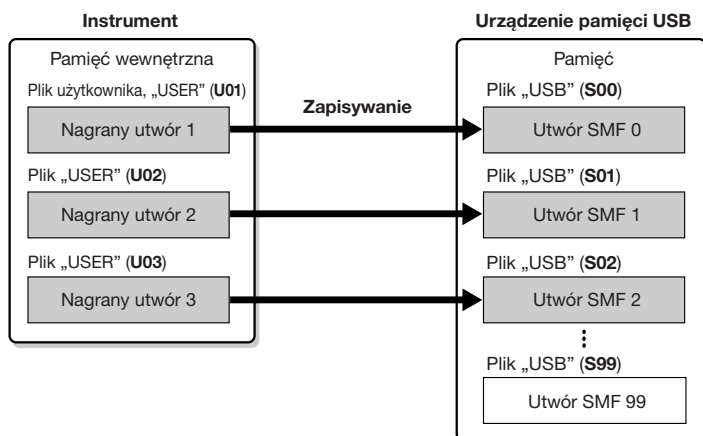 Instrument
Pamięć wewnętrzna
Plik użytkownika, „USER” (U01)
Nagrany utwór 1
Plik „USER” (U02)
Nagrany utwór 2
Plik „USER” (U03)
Nagrany utwór 3
Zapisywanie
Urządzenie pamięci USB
Pamięć
Plik „USB” (S00)
Utwór SMF 0
Plik „USB” (S01)
Utwór SMF 1
Plik „USB” (S02)
Utwór SMF 2
Plik „USB” (S99)
Utwór SMF 99